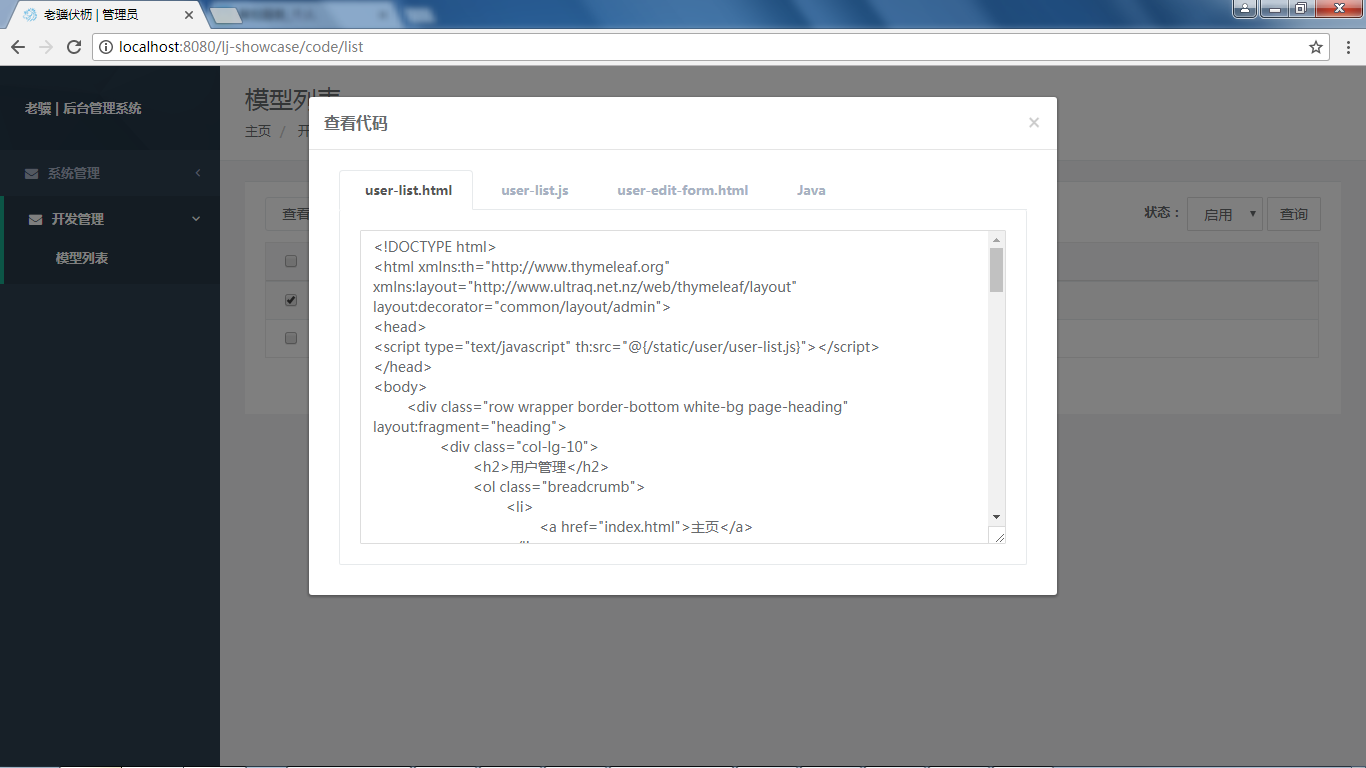 老骥伏枥 | 管理员
localhost:8080/lj-showcase/code/list
老骥 | 后台管理系统
系统管理
开发管理
模型列表
模型列表
主页 /
查看
状态：
启用
查询
查看代码
×
user-list.html
user-list.js
user-edit-form.html
Java
<!DOCTYPE html>
<html xmlns:th="http://www.thymeleaf.org"
xmlns:layout="http://www.ultraq.net.nz/web/thymeleaf/layout"
layout:decorator="common/layout/admin">
<head>
<script type="text/javascript" th:src="@{/static/user/user-list.js}"></script>
</head>
<body>
<div class="row wrapper border-bottom white-bg page-heading"
layout:fragment="heading">
<div class="col-lg-10">
<h2>用户管理</h2>
<ol class="breadcrumb">
<li>
<a href="index.html">主页</a>